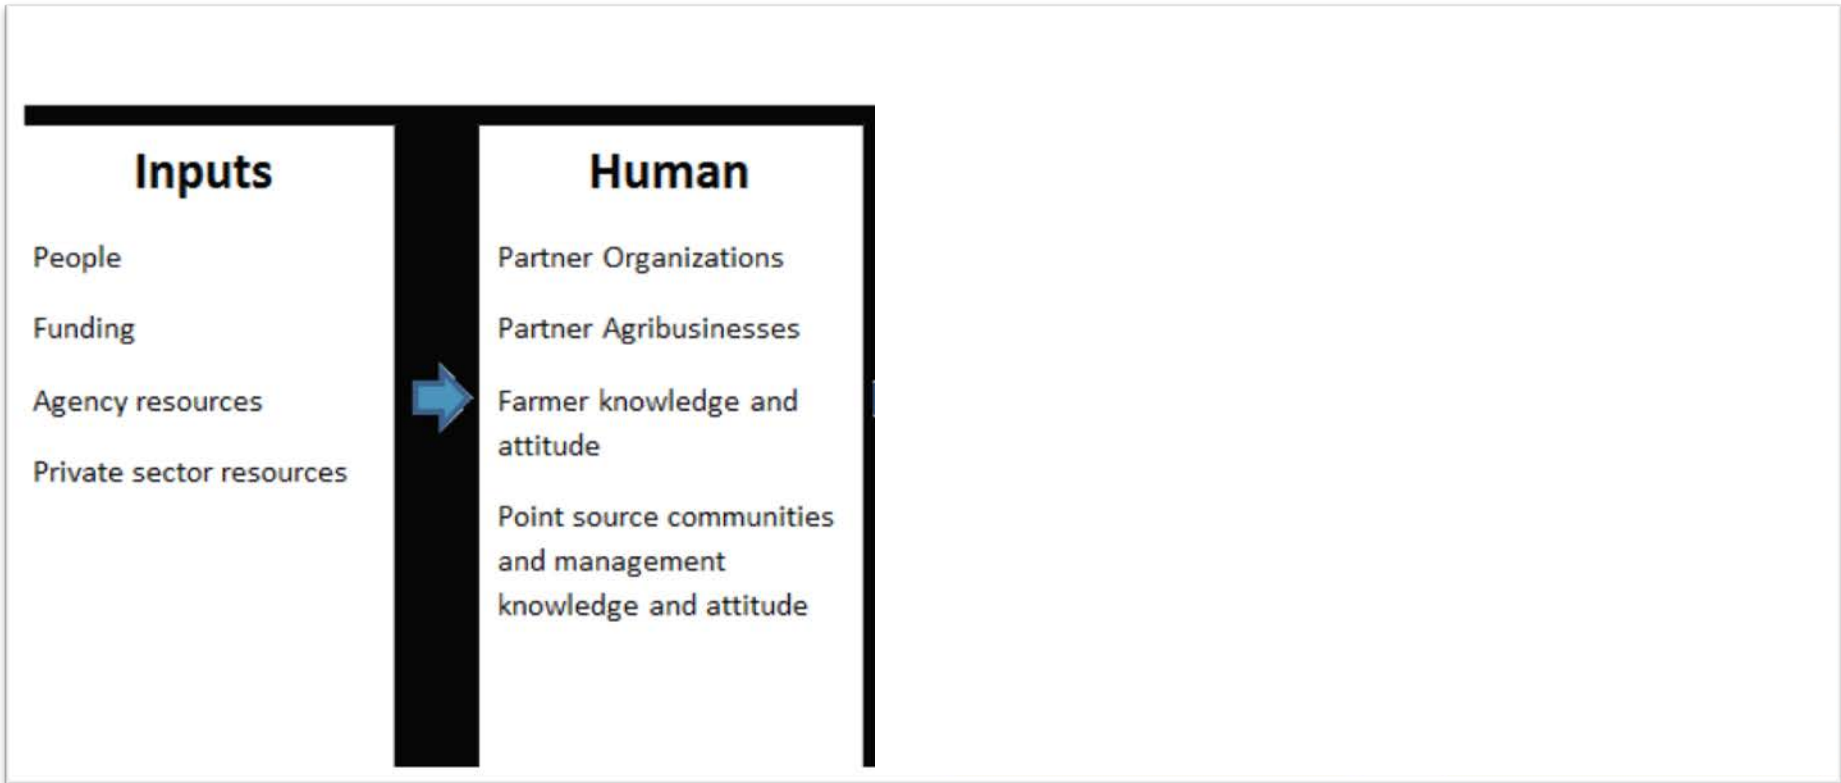 Inputs
People
Funding
Agency resources
Private sector resources
Human
Partner Organizations
Partner Agribusinesses
Farmer knowledge and
attitude
Point source communities
and management
knowledge and attitude